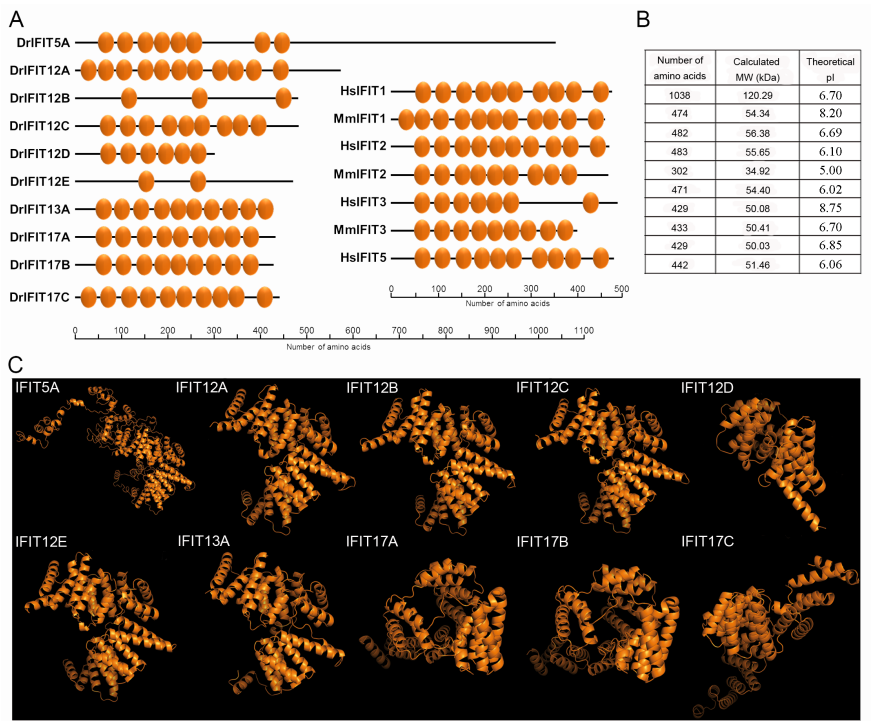 A
DrIFIT5A
DrIFIT12A
DrIFIT12B
DrIFIT12C
DrIFIT12D
DrIFIT12E
DrIFIT13A
DrIFIT17A
DrIFIT17B
DrIFIT17C
0 100 200 300 400 500 600 700 800 900 1000 1100
Number of amino acids
HsIFIT1
MmIFIT1
HsIFIT2
MmIFIT2
HsIFIT3
MmIFIT3
HsIFIT5
0 100 200 300 400 500
Number of amino acids
B
Number of amino acids Calculated MW (kDa) Theoretical pI
1038 120.29 6.70
474 54.34 8.20
482 56.38 6.69
483 55.65 6.10
302 34.92 5.00
471 54.40 6.02
429 50.08 8.75
433 50.41 6.70
429 50.03 6.85
442 51.46 6.06
C
IFIT5A IFIT12A IFIT12B IFIT12C IFIT12D
IFIT12E IFIT13A IFIT17A IFIT17B IFIT17C